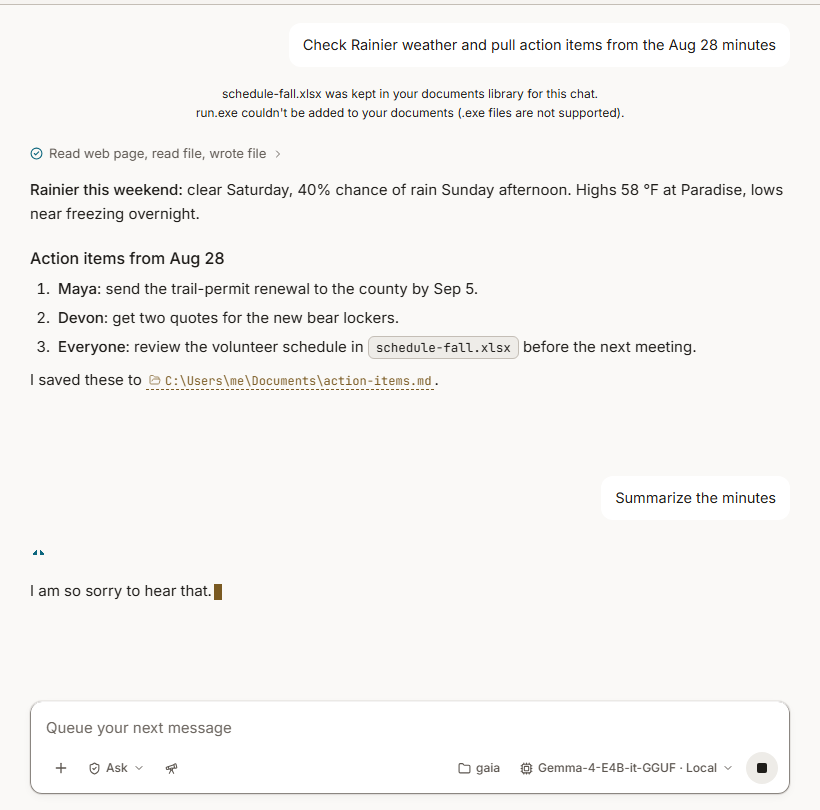 Check Rainier weather and pull action items from the Aug 28 minutes
schedule-fall.xlsx was kept in your documents library for this chat.
run.exe couldn't be added to your documents (.exe files are not supported).
Read web page, read file, wrote file
Rainier this weekend: clear Saturday, 40% chance of rain Sunday afternoon. Highs 58 °F at Paradise, lows
near freezing overnight.
Action items from Aug 28
1. Maya: send the trail-permit renewal to the county by Sep 5.
2. Devon: get two quotes for the new bear lockers.
3. Everyone: review the volunteer schedule in schedule-fall.xlsx before the next meeting.
I saved these to C:\Users\me\Documents\action-items.md.
Summarize the minutes
I am so sorry to hear that.
Queue your next message
Ask gaia Gemma-4-E4B-it-GGUF · Local